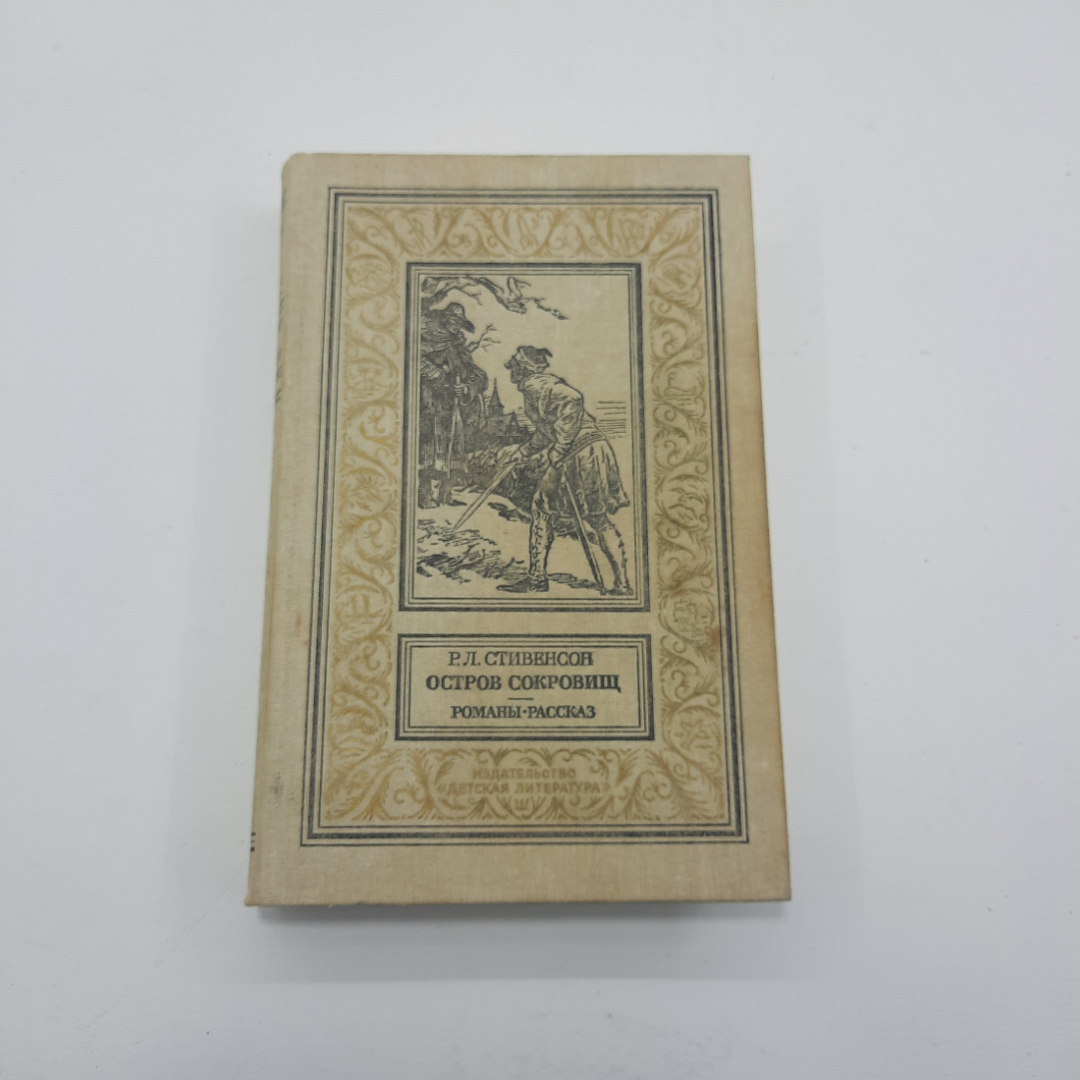 Р. Л. СТИВЕНСОН
ОСТРОВ СОКРОВИЩ
РОМАНЫ•РАССКАЗ
ИЗДАТЕЛЬСТВО
«ДЕТСКАЯ ЛИТЕРАТУРА»